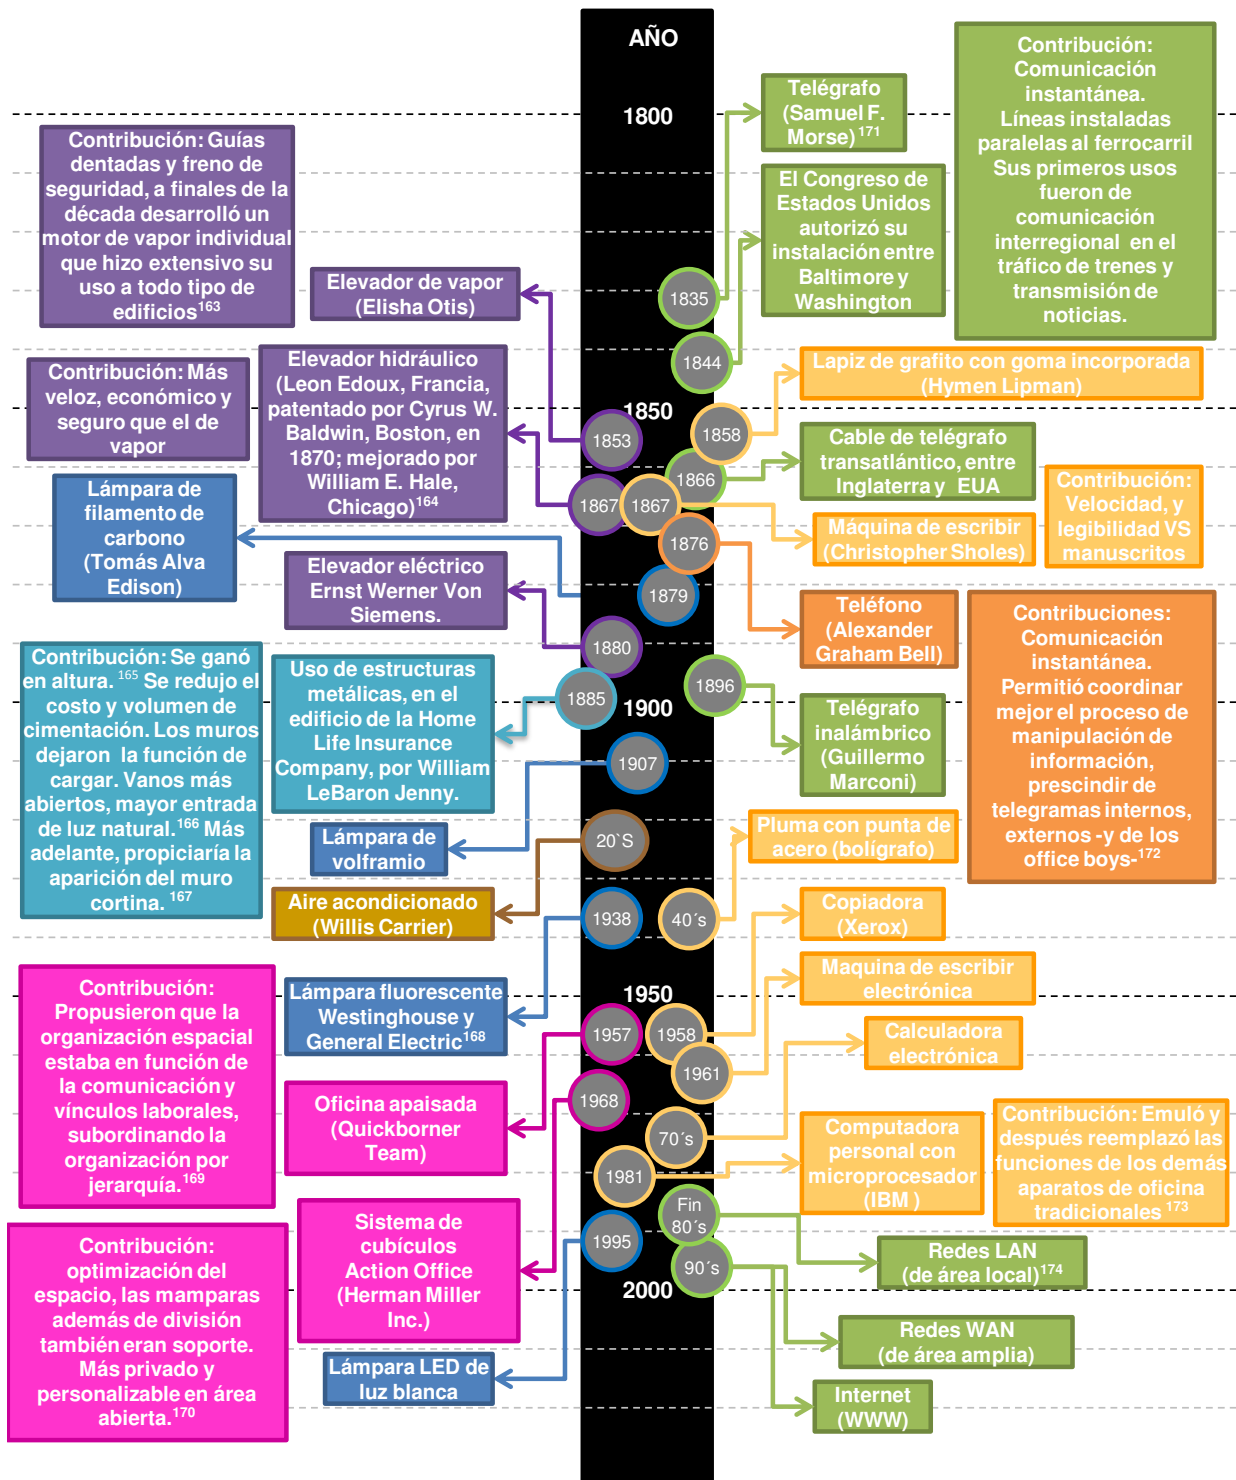 AÑO
1800
1850
1900
1950
2000
Contribución: Guías
dentadas y freno de
seguridad, a finales de la
década desarrolló un
motor de vapor individual
que hizo extensivo su
uso a todo tipo de
edificios163
Elevador de vapor
(Elisha Otis)
Contribución: Más
veloz, económico y
seguro que el de
vapor
Elevador hidráulico
(Leon Edoux, Francia,
patentado por Cyrus W.
Baldwin, Boston, en
1870; mejorado por
William E. Hale,
Chicago)164
Lámpara de
filamento de
carbono
(Tomás Alva
Edison)
Elevador eléctrico
Ernst Werner Von
Siemens.
Contribución: Se ganó
en altura. 165 Se redujo el
costo y volumen de
cimentación. Los muros
dejaron la función de
cargar. Vanos más
abiertos, mayor entrada
de luz natural.166 Más
adelante, propiciaría la
aparición del muro
cortina. 167
Uso de estructuras
metálicas, en el
edificio de la Home
Life Insurance
Company, por William
LeBaron Jenny.
Lámpara de
volframio
Aire acondicionado
(Willis Carrier)
Lámpara fluorescente
Westinghouse y
General Electric168
Contribución:
Propusieron que la
organización espacial
estaba en función de
la comunicación y
vínculos laborales,
subordinando la
organización por
jerarquía.169
Oficina apaisada
(Quickborner
Team)
Contribución:
optimización del
espacio, las mamparas
además de división
también eran soporte.
Más privado y
personalizable en área
abierta.170
Sistema de
cubículos
Action Office
(Herman Miller
Inc.)
Lámpara LED de
luz blanca
1835
1844
1853
1858
1866
1867
1867
1876
1879
1880
1885
1896
1907
20`S
1938
40´s
1957
1958
1961
1968
70´s
1981
Fin
80´s
1995
90´s
Telégrafo
(Samuel F.
Morse) 171
El Congreso de
Estados Unidos
autorizó su
instalación entre
Baltimore y
Washington
Contribución:
Comunicación
instantánea.
Líneas instaladas
paralelas al ferrocarril
Sus primeros usos
fueron de
comunicación
interregional en el
tráfico de trenes y
transmisión de
noticias.
Lapiz de grafito con goma incorporada
(Hymen Lipman)
Cable de telégrafo
transatlántico, entre
Inglaterra y EUA
Máquina de escribir
(Christopher Sholes)
Contribución:
Velocidad, y
legibilidad VS
manuscritos
Teléfono
(Alexander
Graham Bell)
Contribuciones:
Comunicación
instantánea.
Permitió coordinar
mejor el proceso de
manipulación de
información,
prescindir de
telegramas internos,
externos -y de los
office boys-172
Telégrafo
inalámbrico
(Guillermo
Marconi)
Pluma con punta de
acero (bolígrafo)
Copiadora
(Xerox)
Maquina de escribir
electrónica
Calculadora
electrónica
Computadora
personal con
microprocesador
(IBM )
Contribución: Emuló y
después reemplazó las
funciones de los demás
aparatos de oficina
tradicionales 173
Redes LAN
(de área local)174
Redes WAN
(de área amplia)
Internet
(WWW)